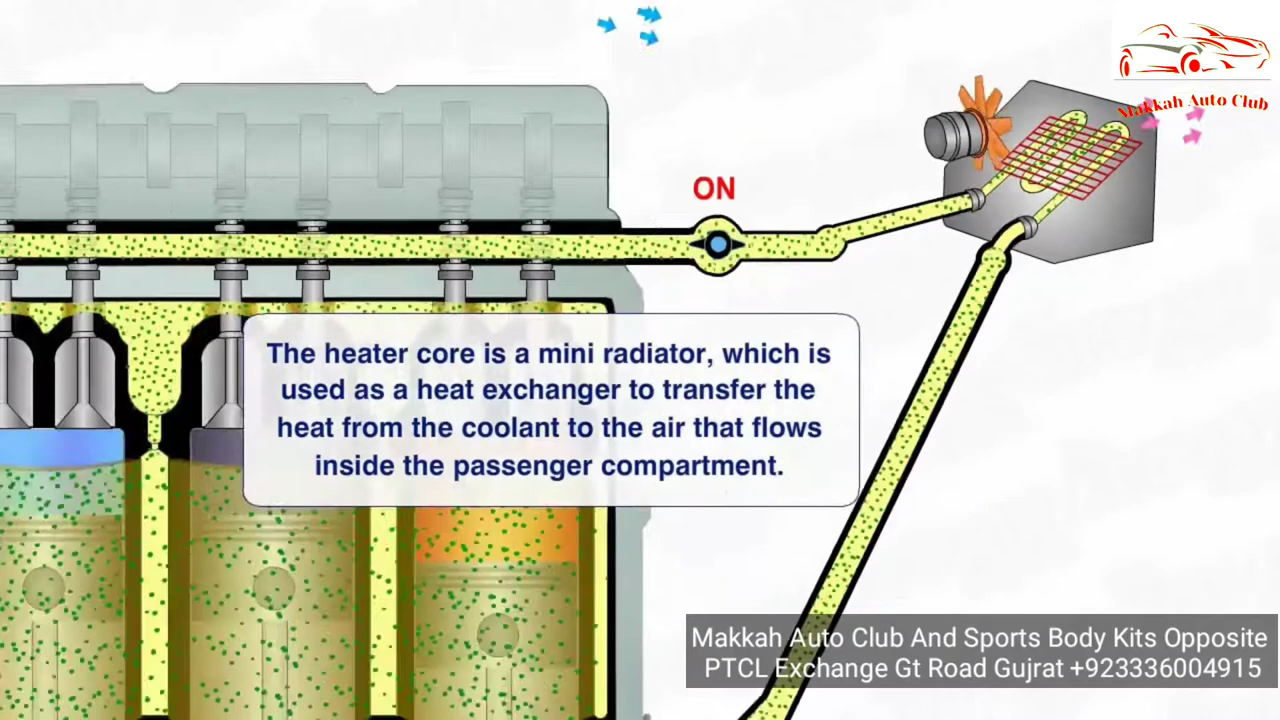 Makkah Auto Club
ON
The heater core is a mini radiator, which is
used as a heat exchanger to transfer the
heat from the coolant to the air that flows
inside the passenger compartment.
Makkah Auto Club And Sports Body Kits Opposite
PTCL Exchange Gt Road Gujrat +923336004915